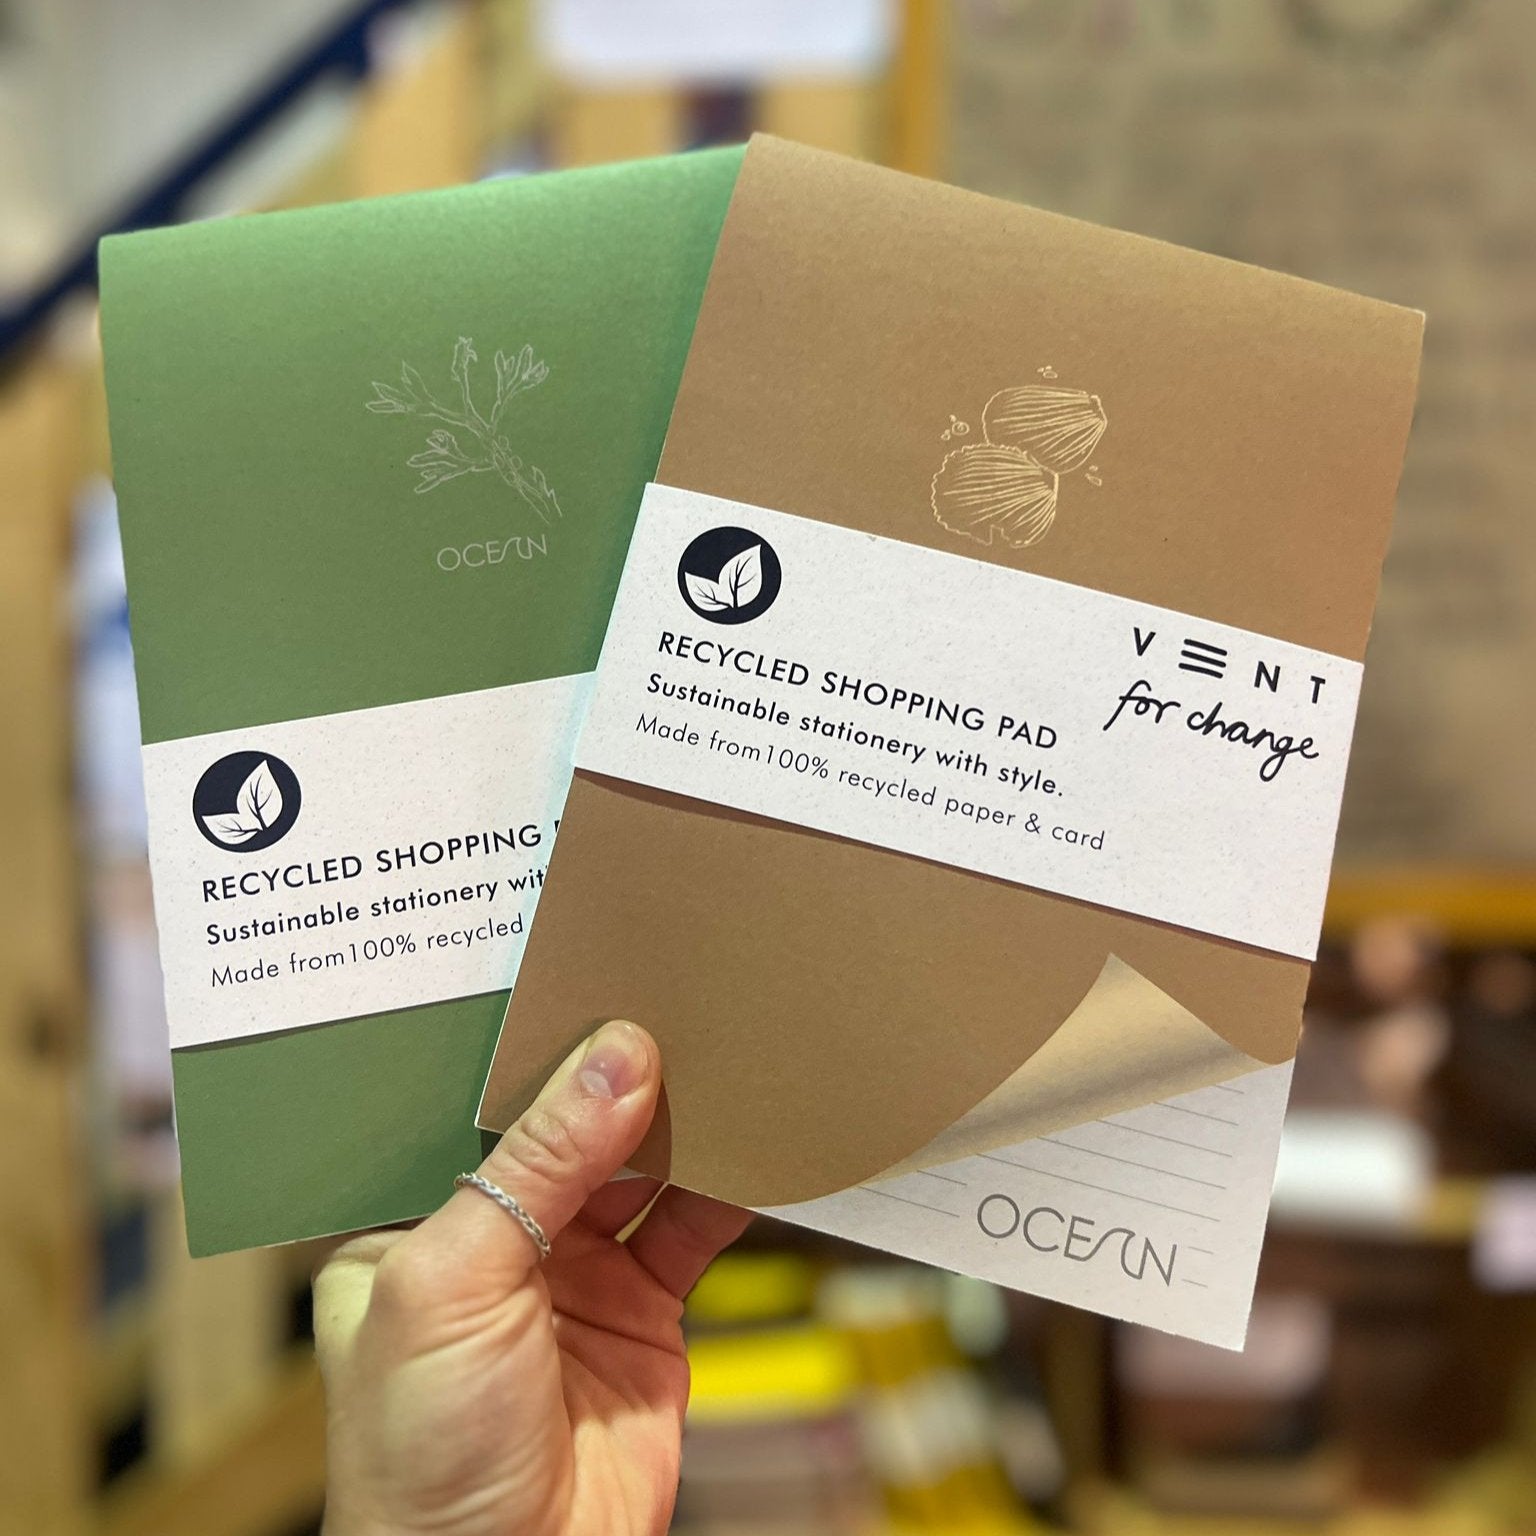 OCEAN
RECYCLED SHOPPING
Sustainable stationery wit
Made from100% recycled
V E N T
for change
RECYCLED SHOPPING PAD
Sustainable stationery with style.
Made from100% recycled paper & card
OCEAN